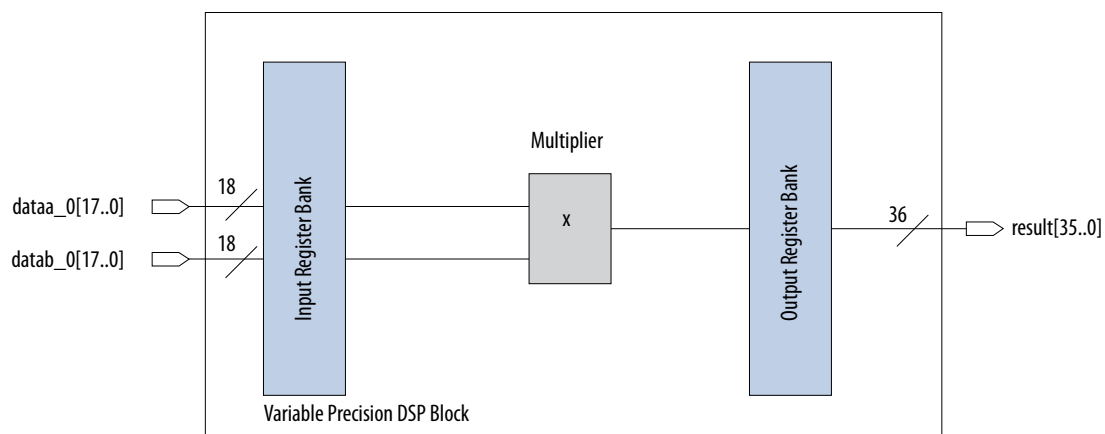 Multiplier
dataa_0[17..0]
18
datab_0[17..0]
18
Input Register Bank
x
Output Register Bank
36
result[35..0]
Variable Precision DSP Block